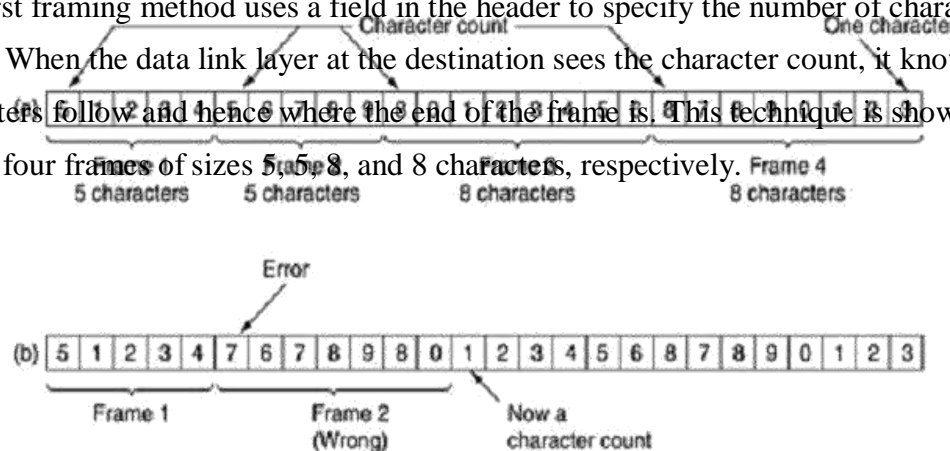 rst framing method uses a field in the header to specify the number of chara
Character count One characte
When the data link layer at the destination sees the character count, it know
(a) ters follow and hence where the end of the frame is. This technique is show
four frames of sizes 5, 5, 8, and 8 characters, respectively. Frame 4
5 characters 5 characters 8 characters 8 characters
Error
(b) 5 1 2 3 4 7 6 7 8 9 8 0 1 2 3 4 5 6 8 7 8 9 0 1 2 3
Frame 1 Frame 2 Now a
(Wrong) character count